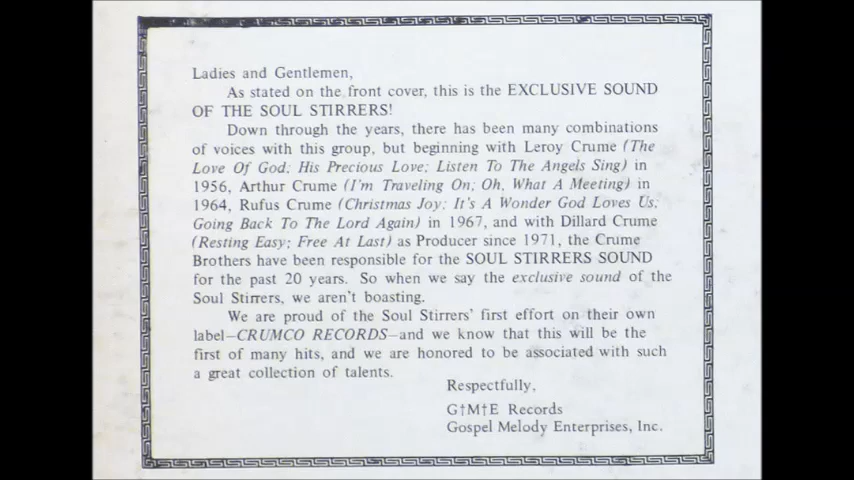 Ladies and Gentlemen,
As stated on the front cover, this is the EXCLUSIVE SOUND
OF THE SOUL STIRRERS!
Down through the years, there has been many combinations
of voices with this group, but beginning with Leroy Crume (The
Love Of God; His Precious Love; Listen To The Angels Sing) in
1956, Arthur Crume (I'm Traveling On; Oh, What A Meeting) in
1964, Rufus Crume (Christmas Joy; It's A Wonder God Loves Us;
Going Back To The Lord Again) in 1967, and with Dillard Crume
(Resting Easy; Free At Last) as Producer since 1971, the Crume
Brothers have been responsible for the SOUL STIRRERS SOUND
for the past 20 years. So when we say the exclusive sound of the
Soul Stirrers, we aren't boasting.
We are proud of the Soul Stirrers' first effort on their own
label—CRUMCO RECORDS—and we know that this will be the
first of many hits, and we are honored to be associated with such
a great collection of talents.
Respectfully,
G†M†E Records
Gospel Melody Enterprises, Inc.